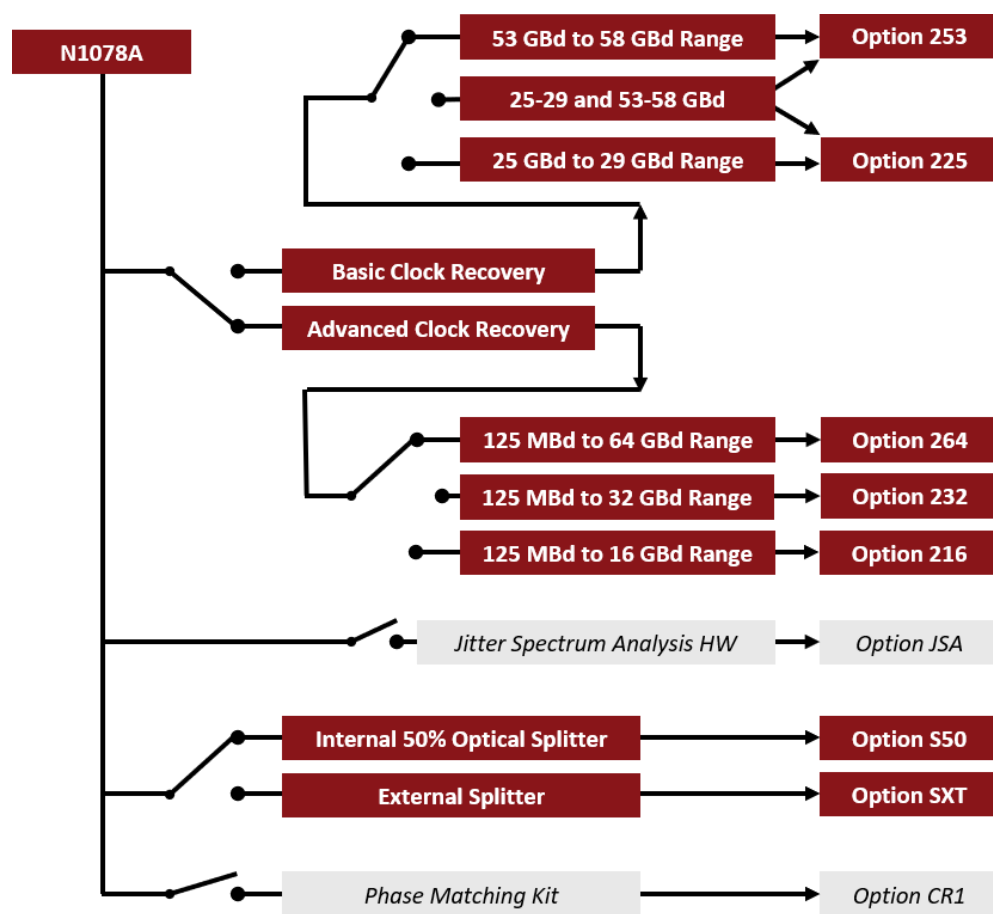 N1078A
53 GBd to 58 GBd Range
Option 253
25-29 and 53-58 GBd
25 GBd to 29 GBd Range
Option 225
Basic Clock Recovery
Advanced Clock Recovery
125 MBd to 64 GBd Range
Option 264
125 MBd to 32 GBd Range
Option 232
125 MBd to 16 GBd Range
Option 216
Jitter Spectrum Analysis HW
Option JSA
Internal 50% Optical Splitter
Option S50
External Splitter
Option SXT
Phase Matching Kit
Option CR1